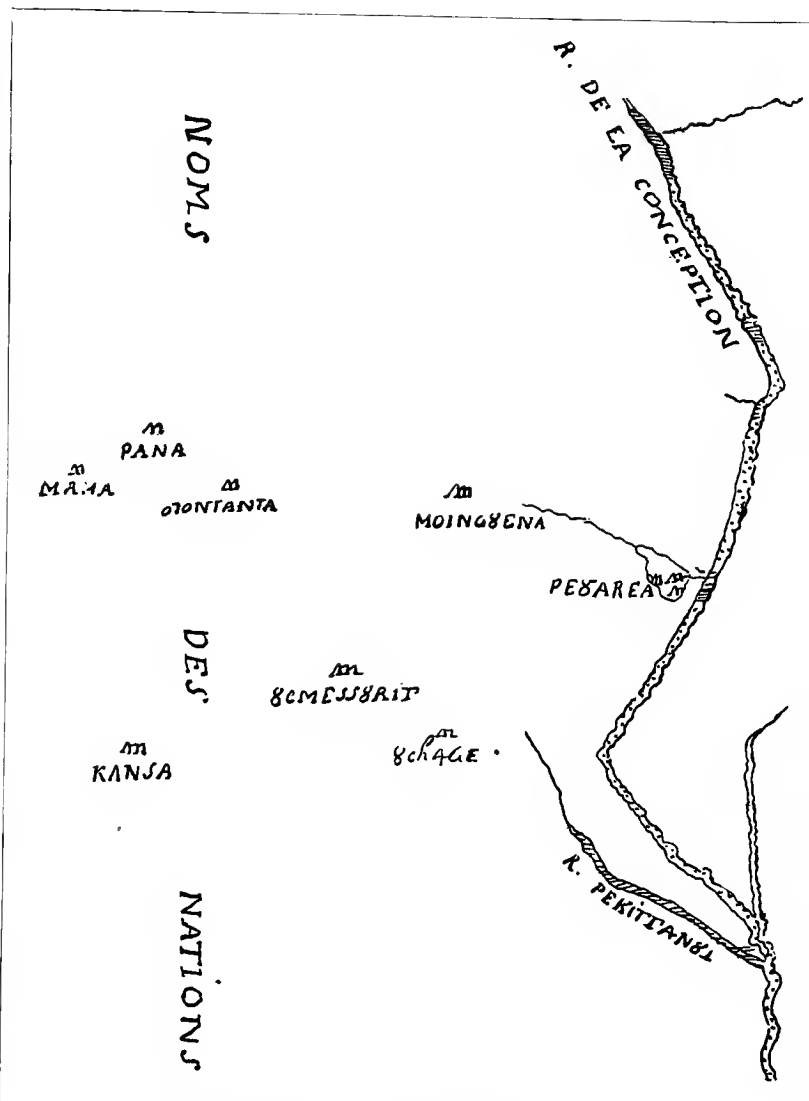 R. DE LA CONCEPTION
NOMS
PANA
MAHA
OTONTANTA
MOINGȣENA
PEȣAREA
DES
ȣCMESSȣRIT
ȣChAGE
KANSA
R. PEKITTANȣI
NATIONS